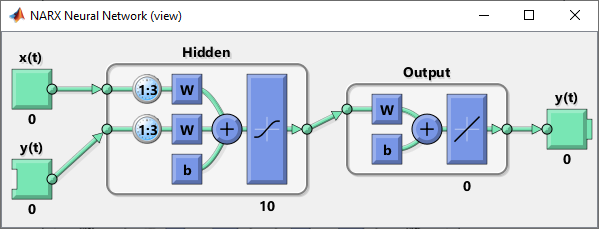 NARX Neural Network (view)
Hidden
Output
x(t)
0
y(t)
0
1:3
W
1:3
W
b
+
10
W
b
+
0
y(t)
0